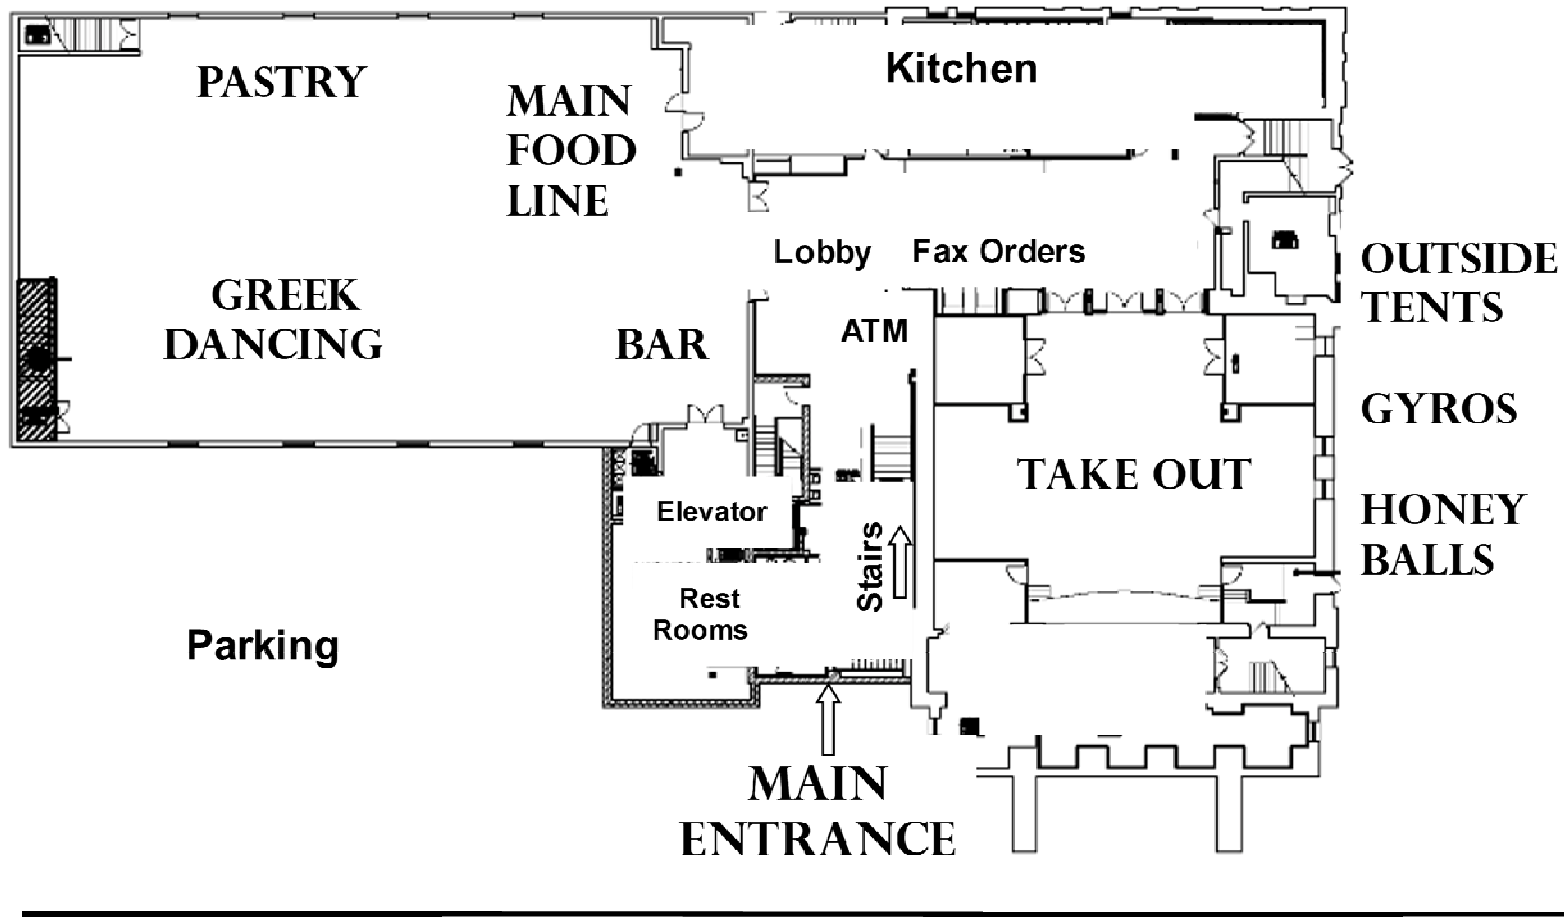 Kitchen
PASTRY
MAIN
FOOD
LINE
Lobby
Fax Orders
OUTSIDE
TENTS
GREEK
DANCING
BAR
ATM
GYROS
TAKE OUT
HONEY
BALLS
Elevator
Stairs
Rest
Rooms
Parking
MAIN
ENTRANCE